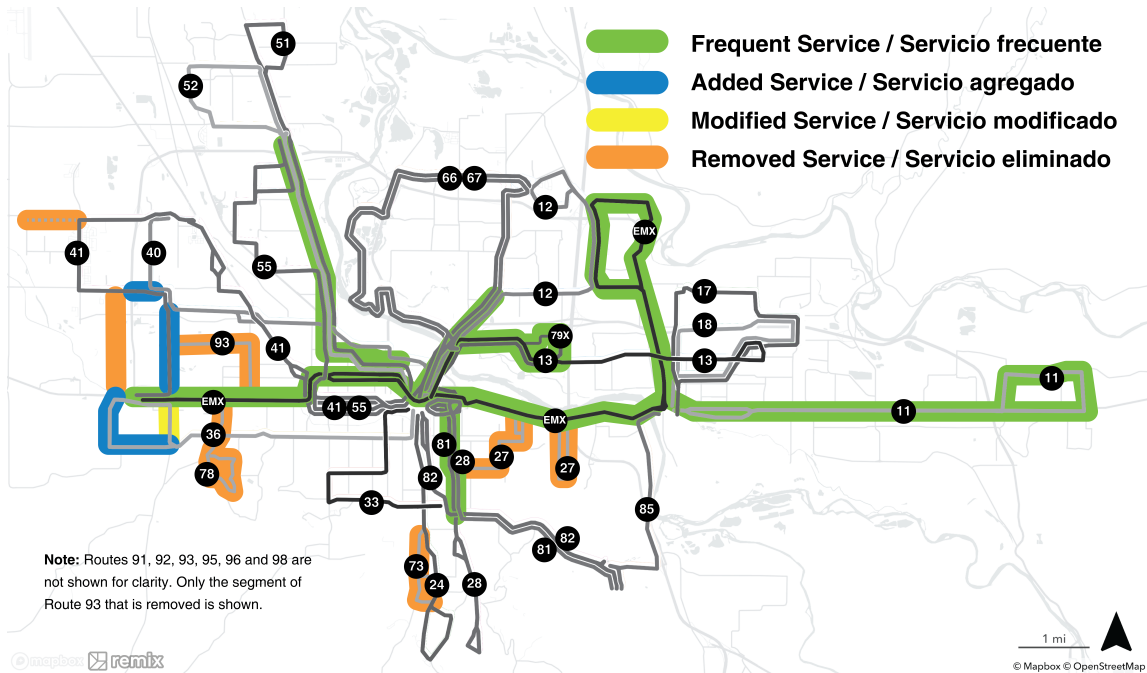 Frequent Service / Servicio frecuente
Added Service / Servicio agregado
Modified Service / Servicio modificado
Removed Service / Servicio eliminado
51
52
66 67
12
EMX
41
40
55
12
17
18
79X
13
13
93
41
11
EMX
41 55
11
EMX
36
81
28
27
27
78
82
33
85
82
81
73
24
28
Note: Routes 91, 92, 93, 95, 96 and 98 are
not shown for clarity. Only the segment of
Route 93 that is removed is shown.
1 mi
mapbox remix
© Mapbox © OpenStreetMap